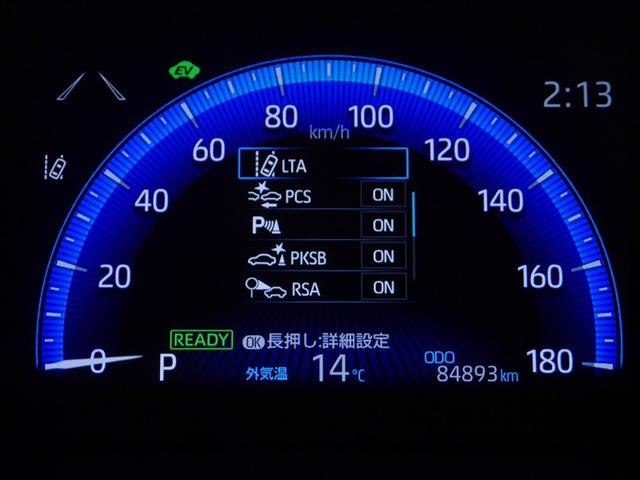 EV
2:13
80
100
km/h
60
120
LTA
40
PCS ON
140
P ON
PKSB ON
20
160
RSA ON
READY
OK 長押し:詳細設定
0
P
外気温 14℃
ODO
84893 km
180